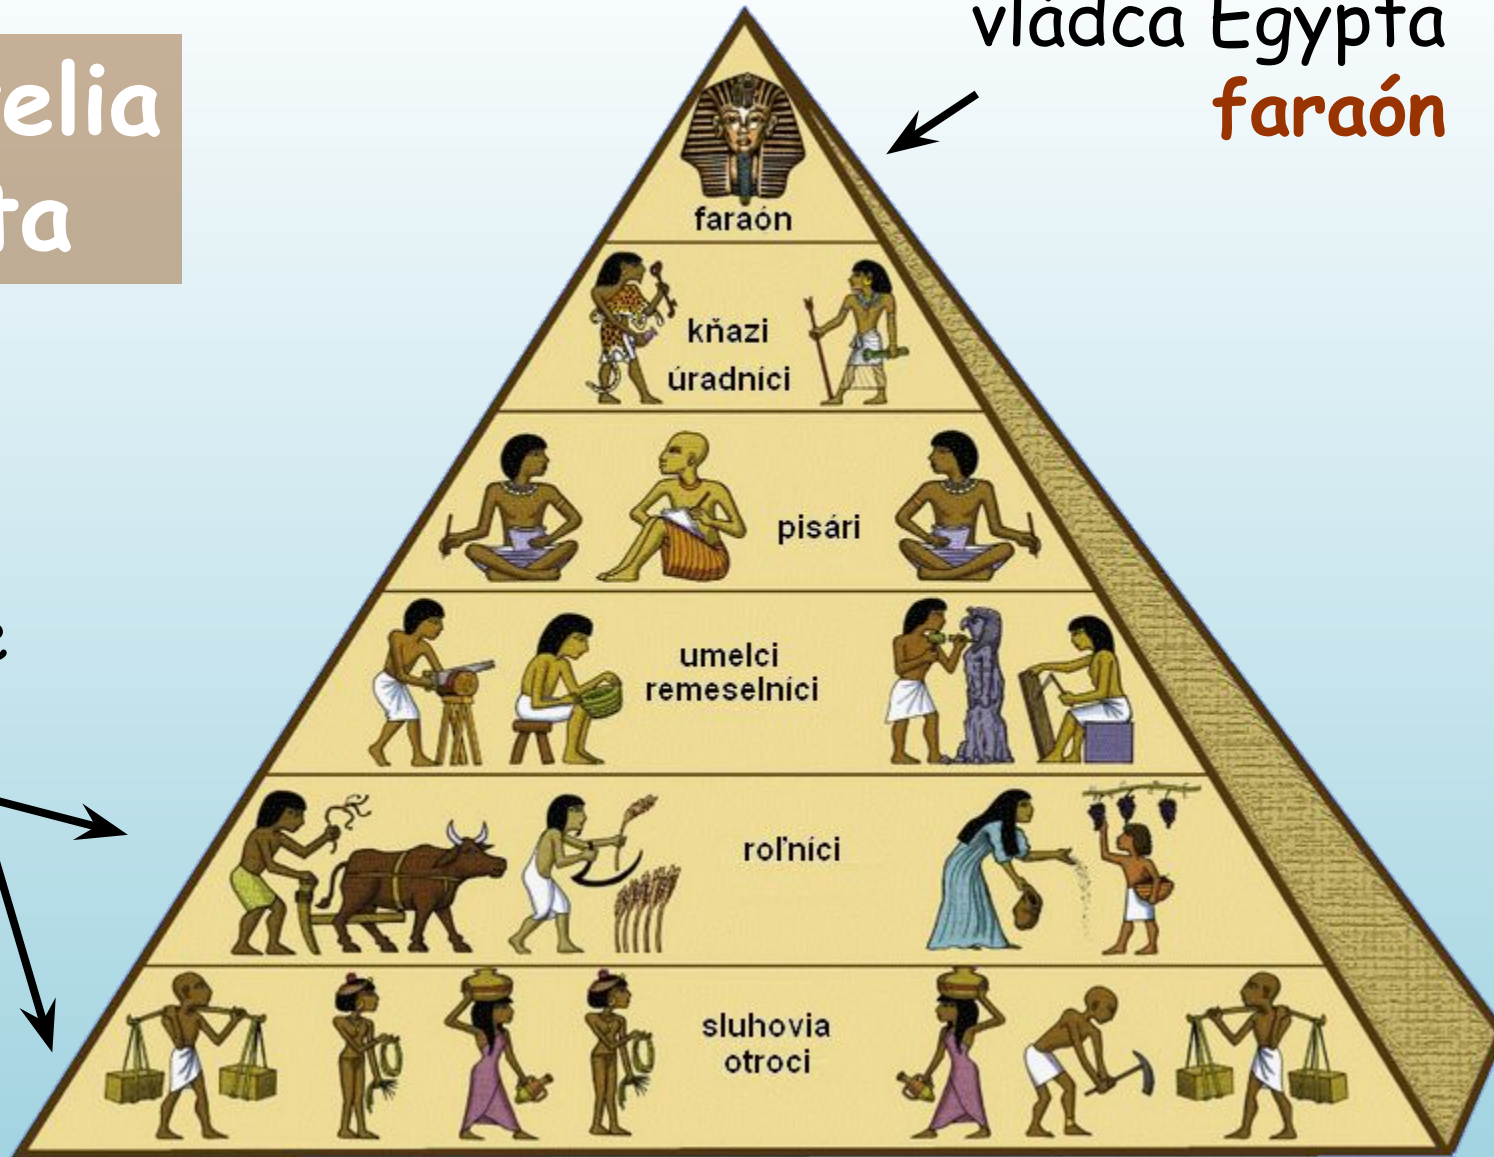 vládca Egypta
faraón
faraón
kňazi
úradníci
pisári
umelci
remeselníci
roľníci
sluhovia
otroci